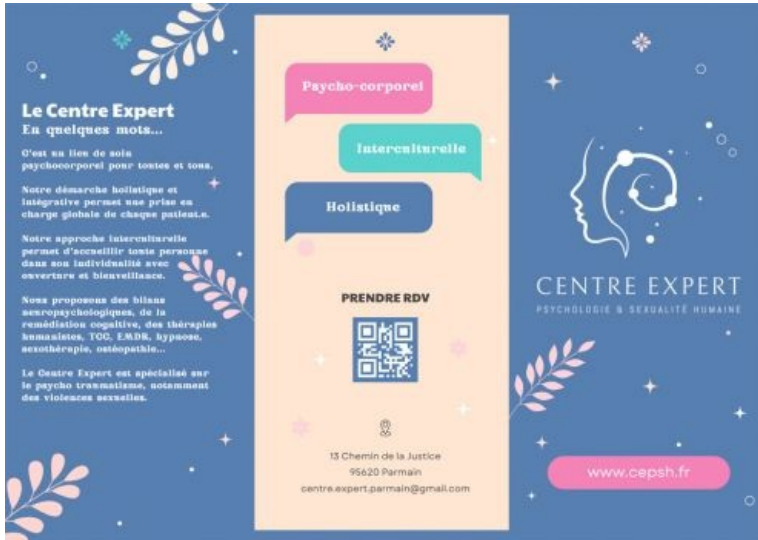 Le Centre Expert
En quelques mots...
C'est un lieu de soin
psychocorporel pour toutes et tous.
Notre démarche holistique et
intégrative permet une prise en
charge globale de chaque patient.e.
Notre approche interculturelle
permet d'accueillir toute personne
dans son individualité avec
ouverture et bienveillance.
Nous proposons des bilans
neuropsychologiques, de la
remédiation cognitive, des thérapies
humanistes, TCC, EMDR, hypnose,
sexothérapie, ostéopathie...
Le Centre Expert est spécialisé sur
le psycho traumatisme, notamment
des violences sexuelles.
Psycho-corporel
Interculturelle
Holistique
PRENDRE RDV
13 Chemin de la Justice
95620 Parmain
centre.expert.parmain@gmail.com
CENTRE EXPERT
PSYCHOLOGIE & SEXUALITÉ HUMAINE
www.cepsh.fr